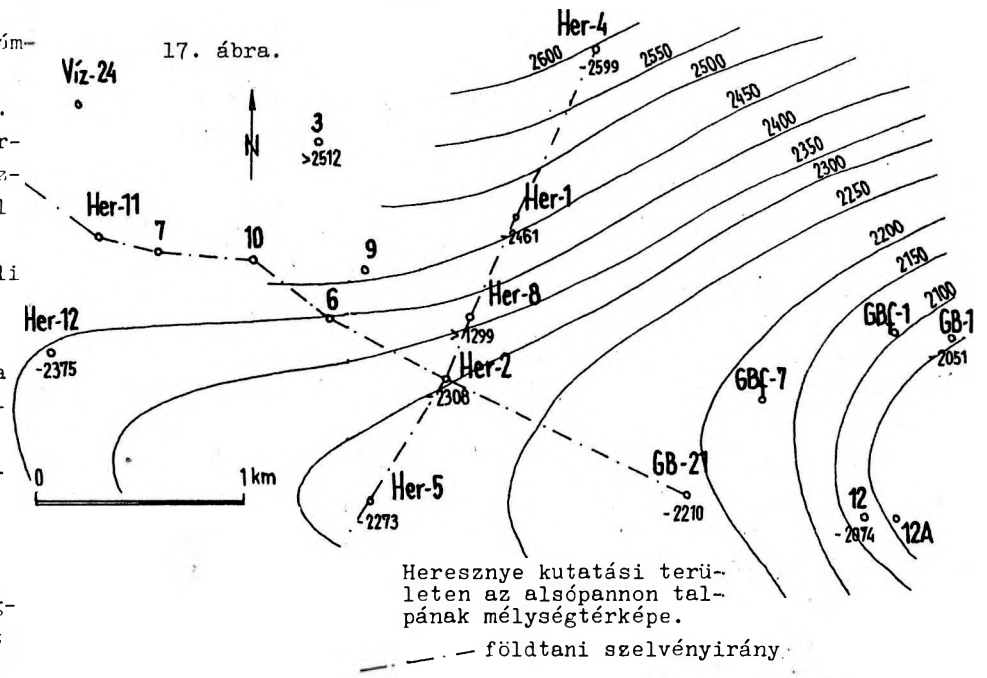 17. ábra.
Her-4
-2599
2600
2550
2500
2450
2400
2350
2300
2250
2200
2150
2100
Víz-24
3
>2512
N
Her-1
-2461
Her-11
7
10
9
Her-8
>-1299
6
Her-12
-2375
Her-2
-2308
GBC-1
GB-1
-2051
GBC-7
0
1 km
Her-5
-2273
GB-21
-2210
12
-2074
12A
Heresznye kutatási terü-
leten az alsópannon tal-
pának mélységtérképe.
földtani szelvényirány